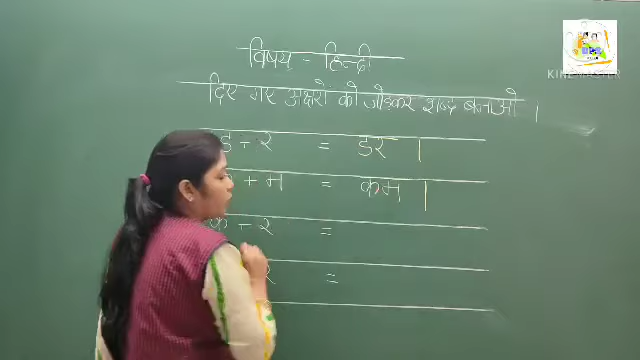 विषय - हिन्दी
दिए गए अक्षरों को जोड़कर शब्द बनाओ ।
ड + र = डर ।
+ म = कम ।
क + र =
र =
KINEMASTER